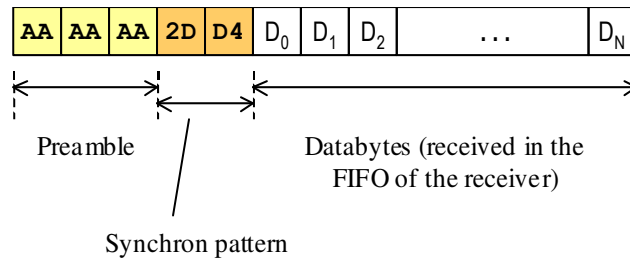 AA AA AA 2D D4 D0 D1 D2 ... DN
Preamble
Databytes (received in the
FIFO of the receiver)
Synchron pattern